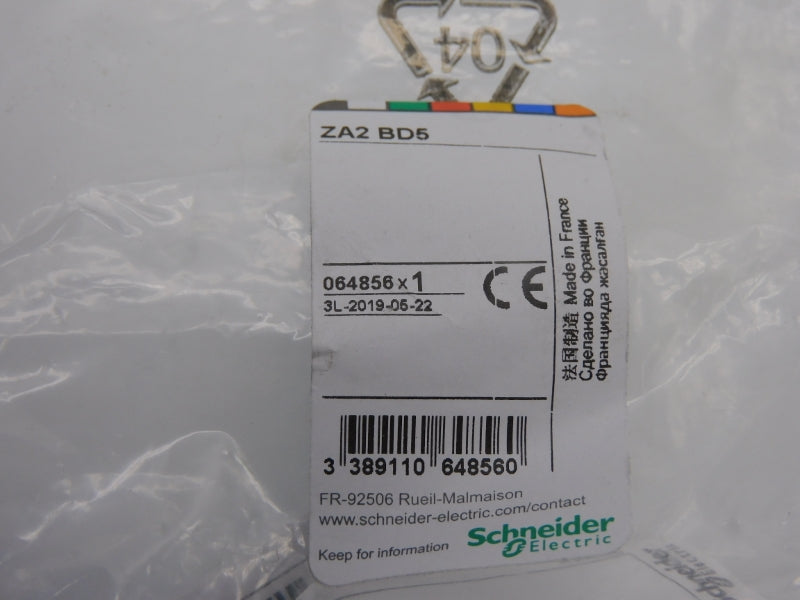 04
ZA2 BD5
064856 x 1
3L-2019-05-22
CE
法国制造 Made in France
Сделано во Франции
Францияда жасалған
3 389110 648560
FR-92506 Rueil-Malmaison
www.schneider-electric.com/contact
Keep for information
Schneider
Electric